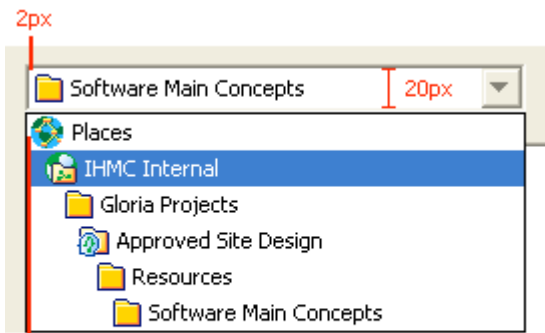 2px
Software Main Concepts 20px
Places
IHMC Internal
Gloria Projects
Approved Site Design
Resources
Software Main Concepts